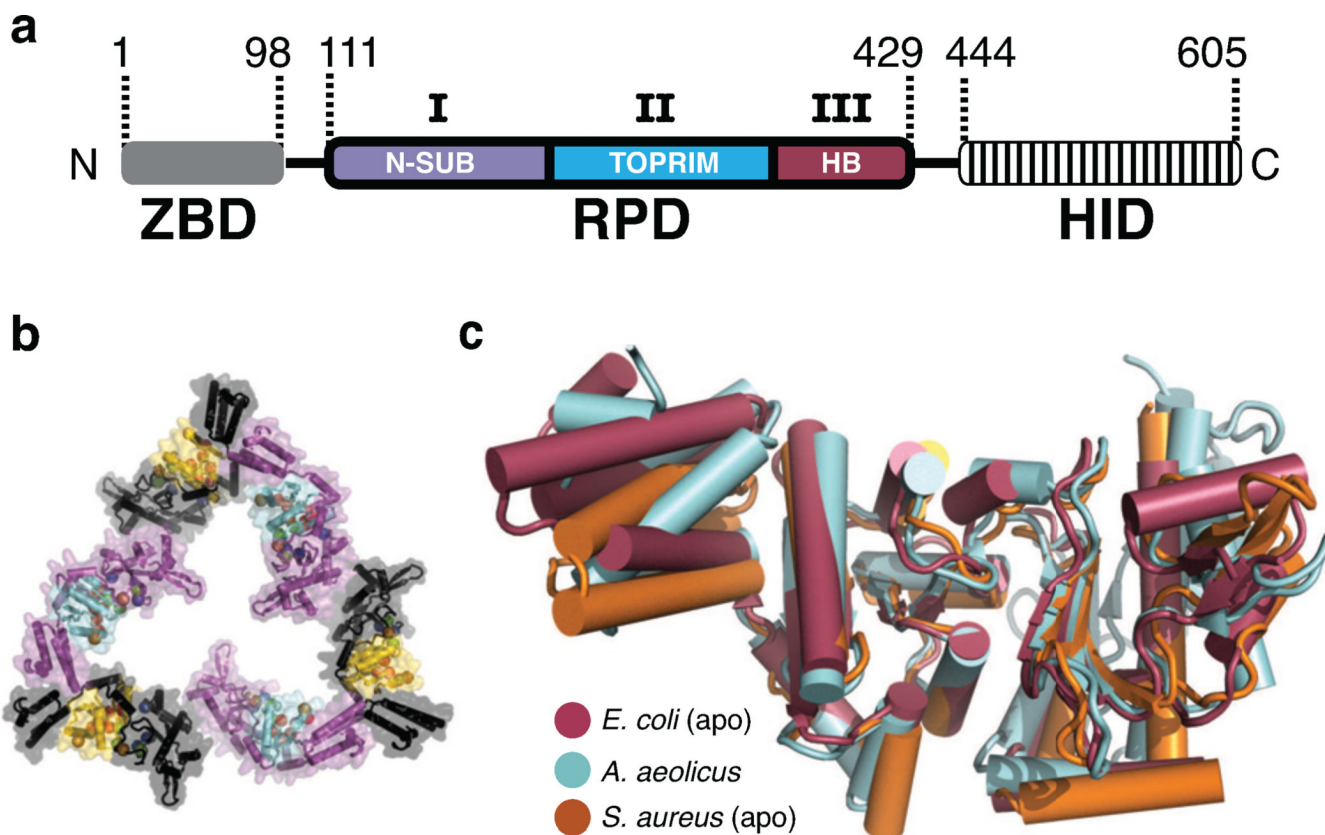 a
1 98 111 429 444 605
I II III
N N-SUB TOPRIM HB C
ZBD RPD HID
b
c
E. coli (apo)
A. aeolicus
S. aureus (apo)